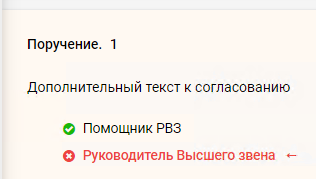 Поручение. 1
Дополнительный текст к согласованию
Помощник РВЗ
Руководитель Высшего звена ←